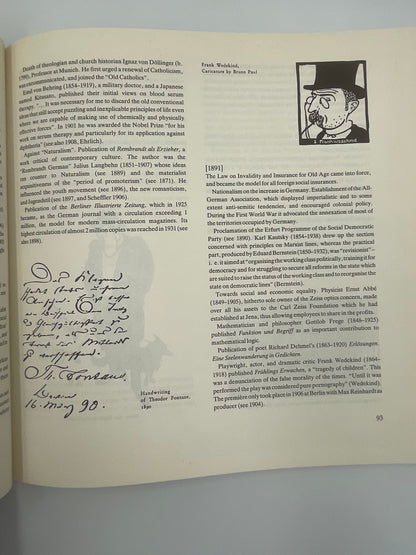 Death of theologian and church historian Ignaz von Döllinger (b.
1799), Professor at Munich. He first urged a renewal of Catholicism,
was excommunicated, and joined the "Old Catholics".
Emil von Behring (1854–1919), a military doctor, and a Japanese
named Kitasato, published their initial views on blood serum
therapy. "... It was necessary for me to discard the old conventional
ideas that still accept puzzling and inexplicable principles of life even
where we are capable of making use of chemically and physically
effective forces". In 1901 he was awarded the Nobel Prize "for his
work on serum therapy and particularly for its application against
diphtheria" (see also 1908, Ehrlich).
Against "Naturalism". Publication of Rembrandt als Erzieher, a
work critical of contemporary culture. The author was the
"Rembrandt German" Julius Langbehn (1851–1907) whose ideas
ran counter to Naturalism (see 1889) and the materialist
acquisitiveness of the "period of promoterism" (see 1871). He
thereby influenced the youth movement (see 1896), the new romanticism,
and Jugendstil (see 1897, and Scheffler 1906)
Publication of the Berliner Illustrierte Zeitung, which in 1925
became, as the German journal with a circulation exceeding 1
million, the model for modern mass-circulation magazines. Its
highest circulation of almost 2 million copies was reached in 1931 (see
also 1898).
Th. Fontane.
Berlin
16. März 90.
Handwriting
of Theodor Fontane,
1890
Frank Wedekind,
Caricature by Bruno Paul
Frank Wedekind
[1891]
The Law on Invalidity and Insurance for Old Age came into force,
and became the model for all foreign social insurances.
Nationalism on the increase in Germany. Establishment of the All-
German Association, which displayed imperialist and to some
extent anti-semite tendencies, and encouraged colonial policy.
During the First World War it advocated the annexation of most of
the territories occupied by Germany.
Proclamation of the Erfurt Programme of the Social Democratic
Party (see 1890). Karl Kautsky (1854–1938) drew up the section
concerned with principles on Marxist lines, whereas the practical
part, produced by Eduard Bernstein (1850–1932), was "revisionist" –
i. e. it aimed at "organising the working class politically, training it for
democracy and for struggling to secure all reforms in the state which
are suited to raise the status of the working class and to reorganise the
state on democratic lines" (Bernstein).
Towards social and economic equality. Physicist Ernst Abbé
(1849–1905), hitherto sole owner of the Zeiss optics concern, made
over all his assets to the Carl Zeiss Foundation which he had
established at Jena, thus allowing employees to share in the profits.
Mathematician and philosopher Gottlob Frege (1846–1925)
published Funktion und Begriff as an important contribution to
mathematical logic.
Publication of poet Richard Dehmel's (1863–1920) Erlösungen.
Eine Seelenwanderung in Gedichten.
Playwright, actor, and dramatic critic Frank Wedekind (1864–
1918) published Frühlings Erwachen, a "tragedy of children". This
was a denunciation of the false morality of the times. "Until it was
performed the play was considered pure pornography" (Wedekind).
The première only took place in 1906 at Berlin with Max Reinhardt as
producer (see 1904).
93